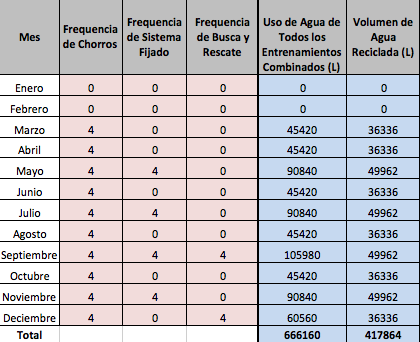 Mes Frequencia de Chorros Frequencia de Sistema Fijado Frequencia de Busca y Rescate Uso de Agua de Todos los Entrenamientos Combinados (L) Volumen de Agua Reciclada (L)
Enero 0 0 0 0 0
Febrero 0 0 0 0 0
Marzo 4 0 0 45420 36336
Abril 4 0 0 45420 36336
Mayo 4 4 0 90840 49962
Junio 4 0 0 45420 36336
Julio 4 4 0 90840 49962
Agosto 4 0 0 45420 36336
Septiembre 4 4 4 105980 49962
Octubre 4 0 0 45420 36336
Noviembre 4 4 0 90840 49962
Deciembre 4 0 4 60560 36336
Total 666160 417864